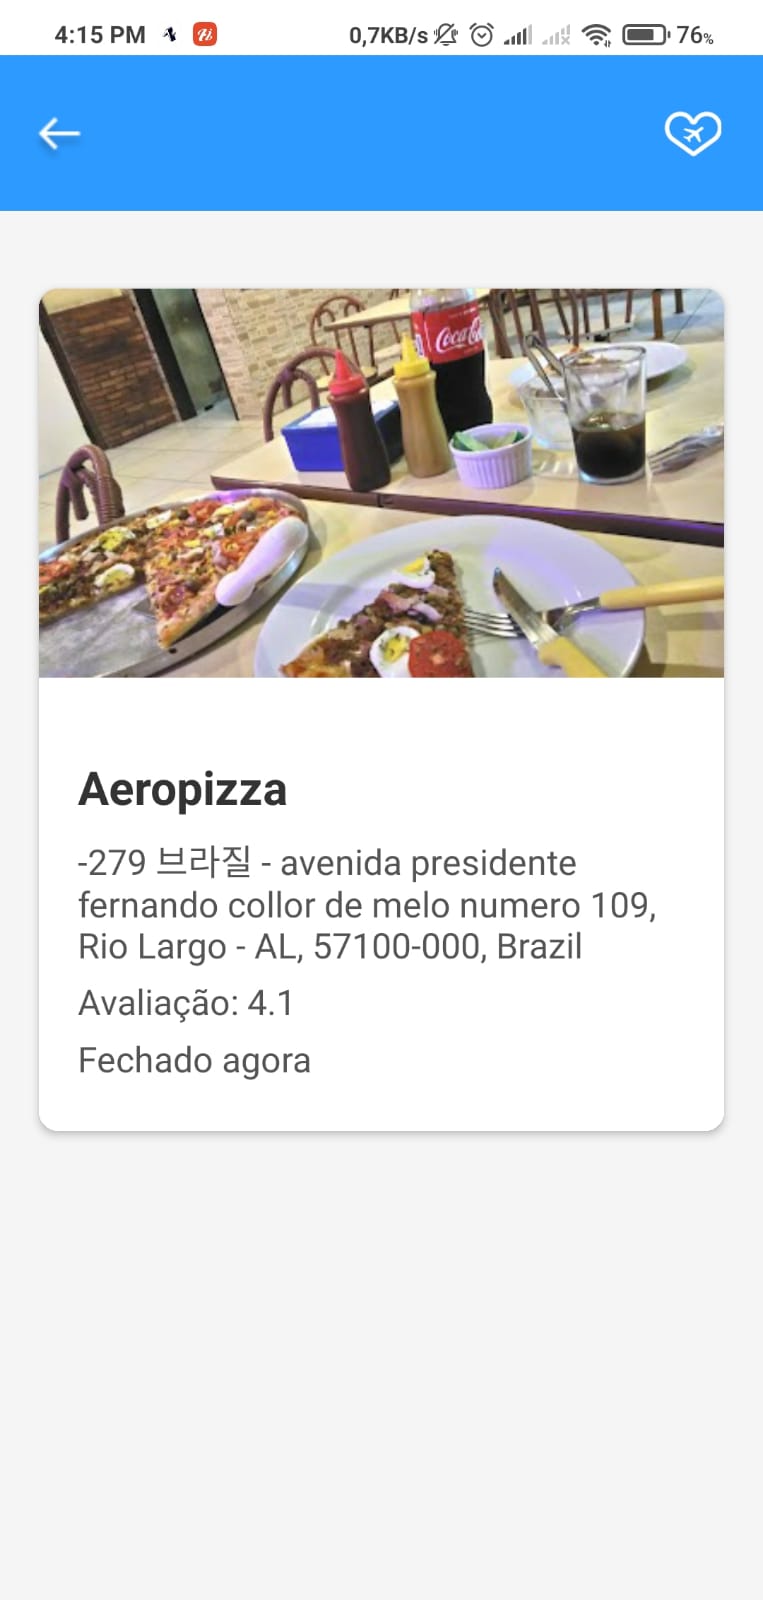 4:15 PM
0,7KB/s
76%
Coca-Cola
Aeropizza
-279 브라질 - avenida presidente
fernando collor de melo numero 109,
Rio Largo - AL, 57100-000, Brazil
Avaliação: 4.1
Fechado agora